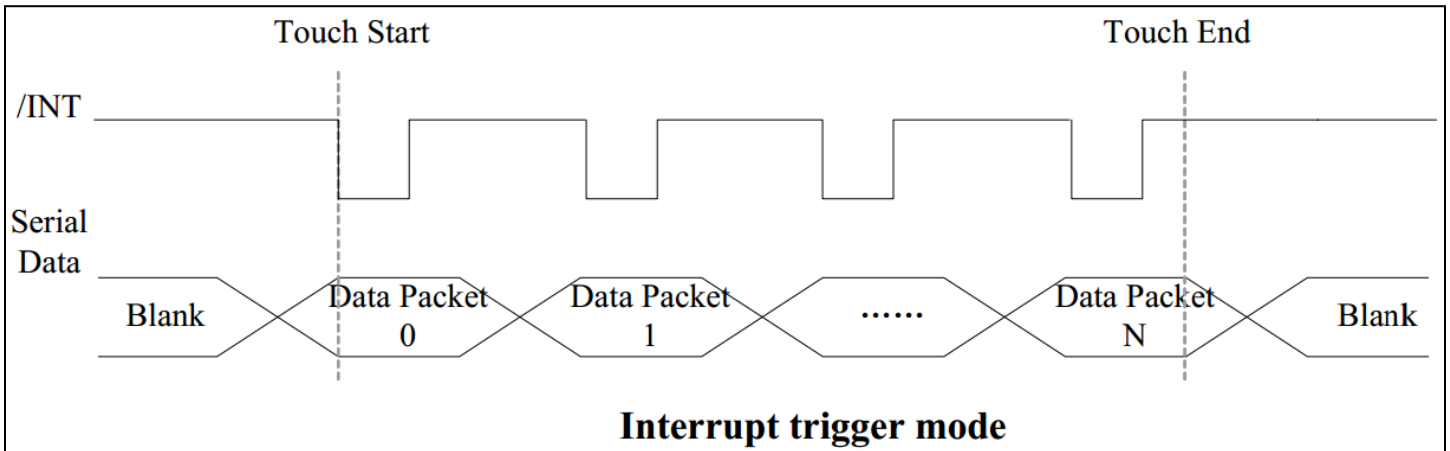 Touch Start
Touch End
/INT
Serial
Data
Blank
Data Packet
0
Data Packet
1
......
Data Packet
N
Blank
Interrupt trigger mode